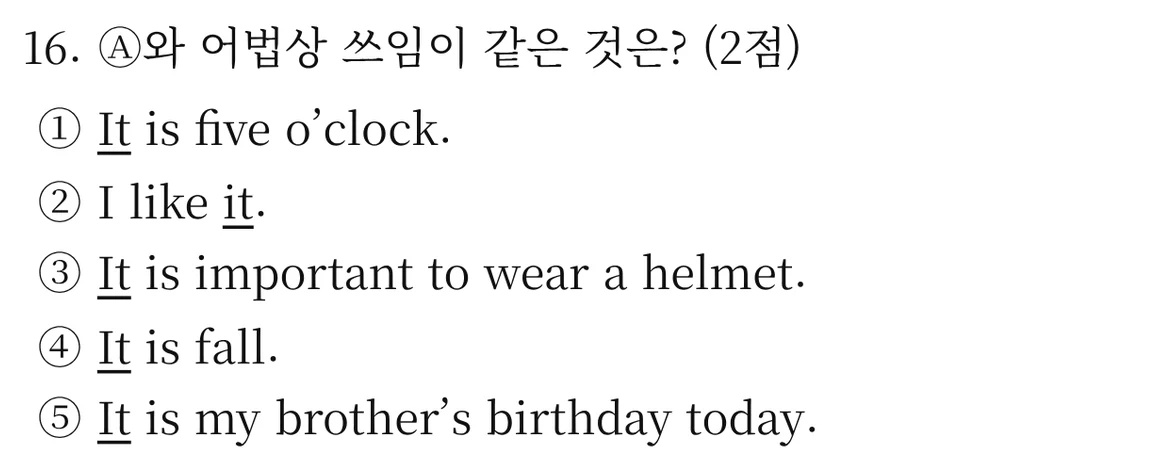 16. Ⓐ와 어법상 쓰임이 같은 것은? (2점)
① It is five o’clock.
② I like it.
③ It is important to wear a helmet.
④ It is fall.
⑤ It is my brother’s birthday today.